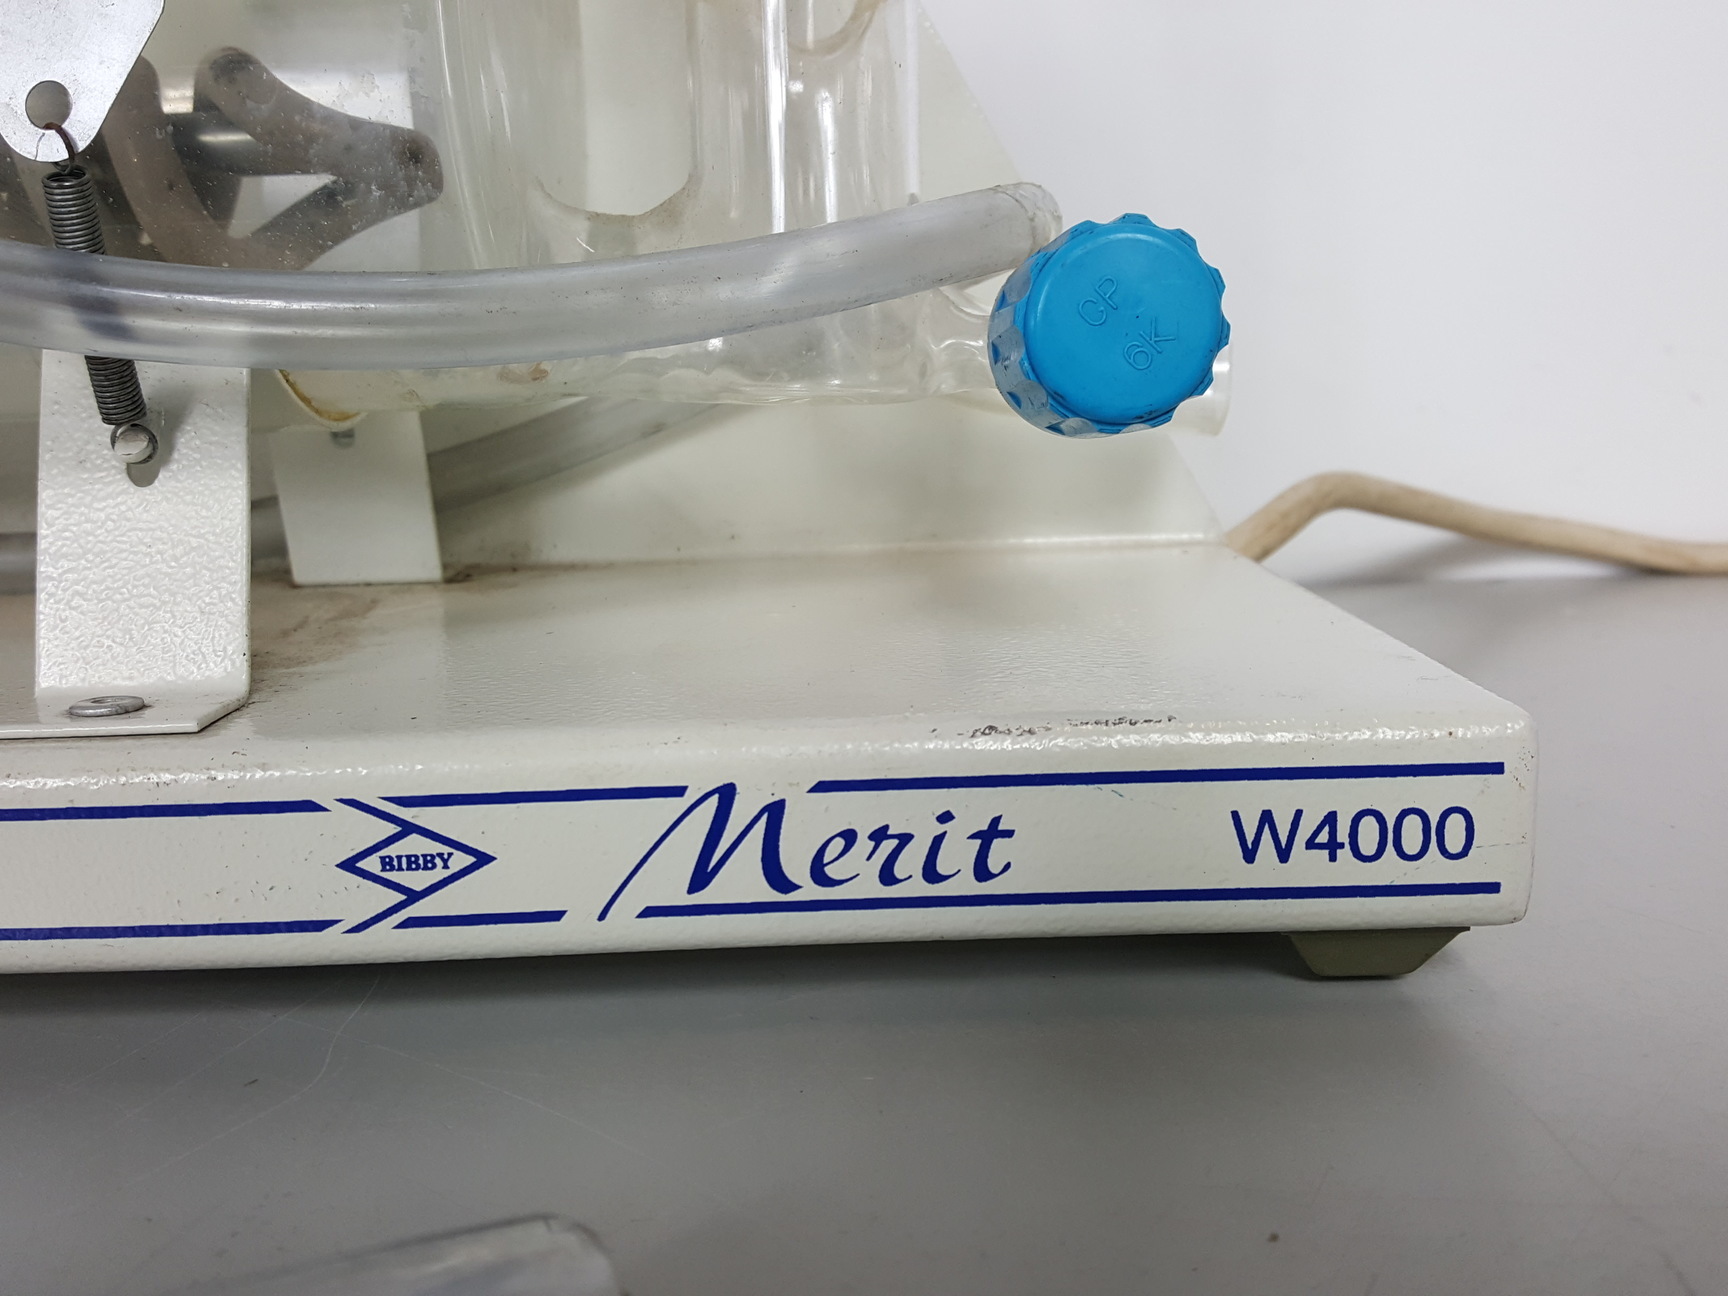 CP
6K
BIBBY
Merit
W4000